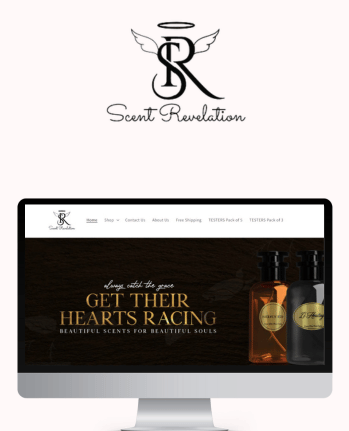 SR
Scent Revelation
SR
Scent Revelation
Home Shop Contact Us About Us Free Shipping TESTERS Pack of 5 TESTERS Pack of 3
always catch the grace
GET THEIR
HEARTS RACING
BEAUTIFUL SCENTS FOR BEAUTIFUL SOULS